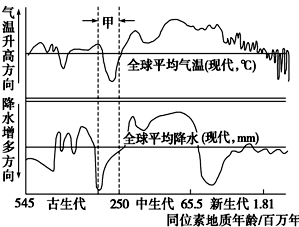 气温升高方向
甲
全球平均气温(现代,℃)
降水增多方向
全球平均降水(现代,mm)
545 古生代 250 中生代 65.5 新生代 1.81
同位素地质年龄/百万年